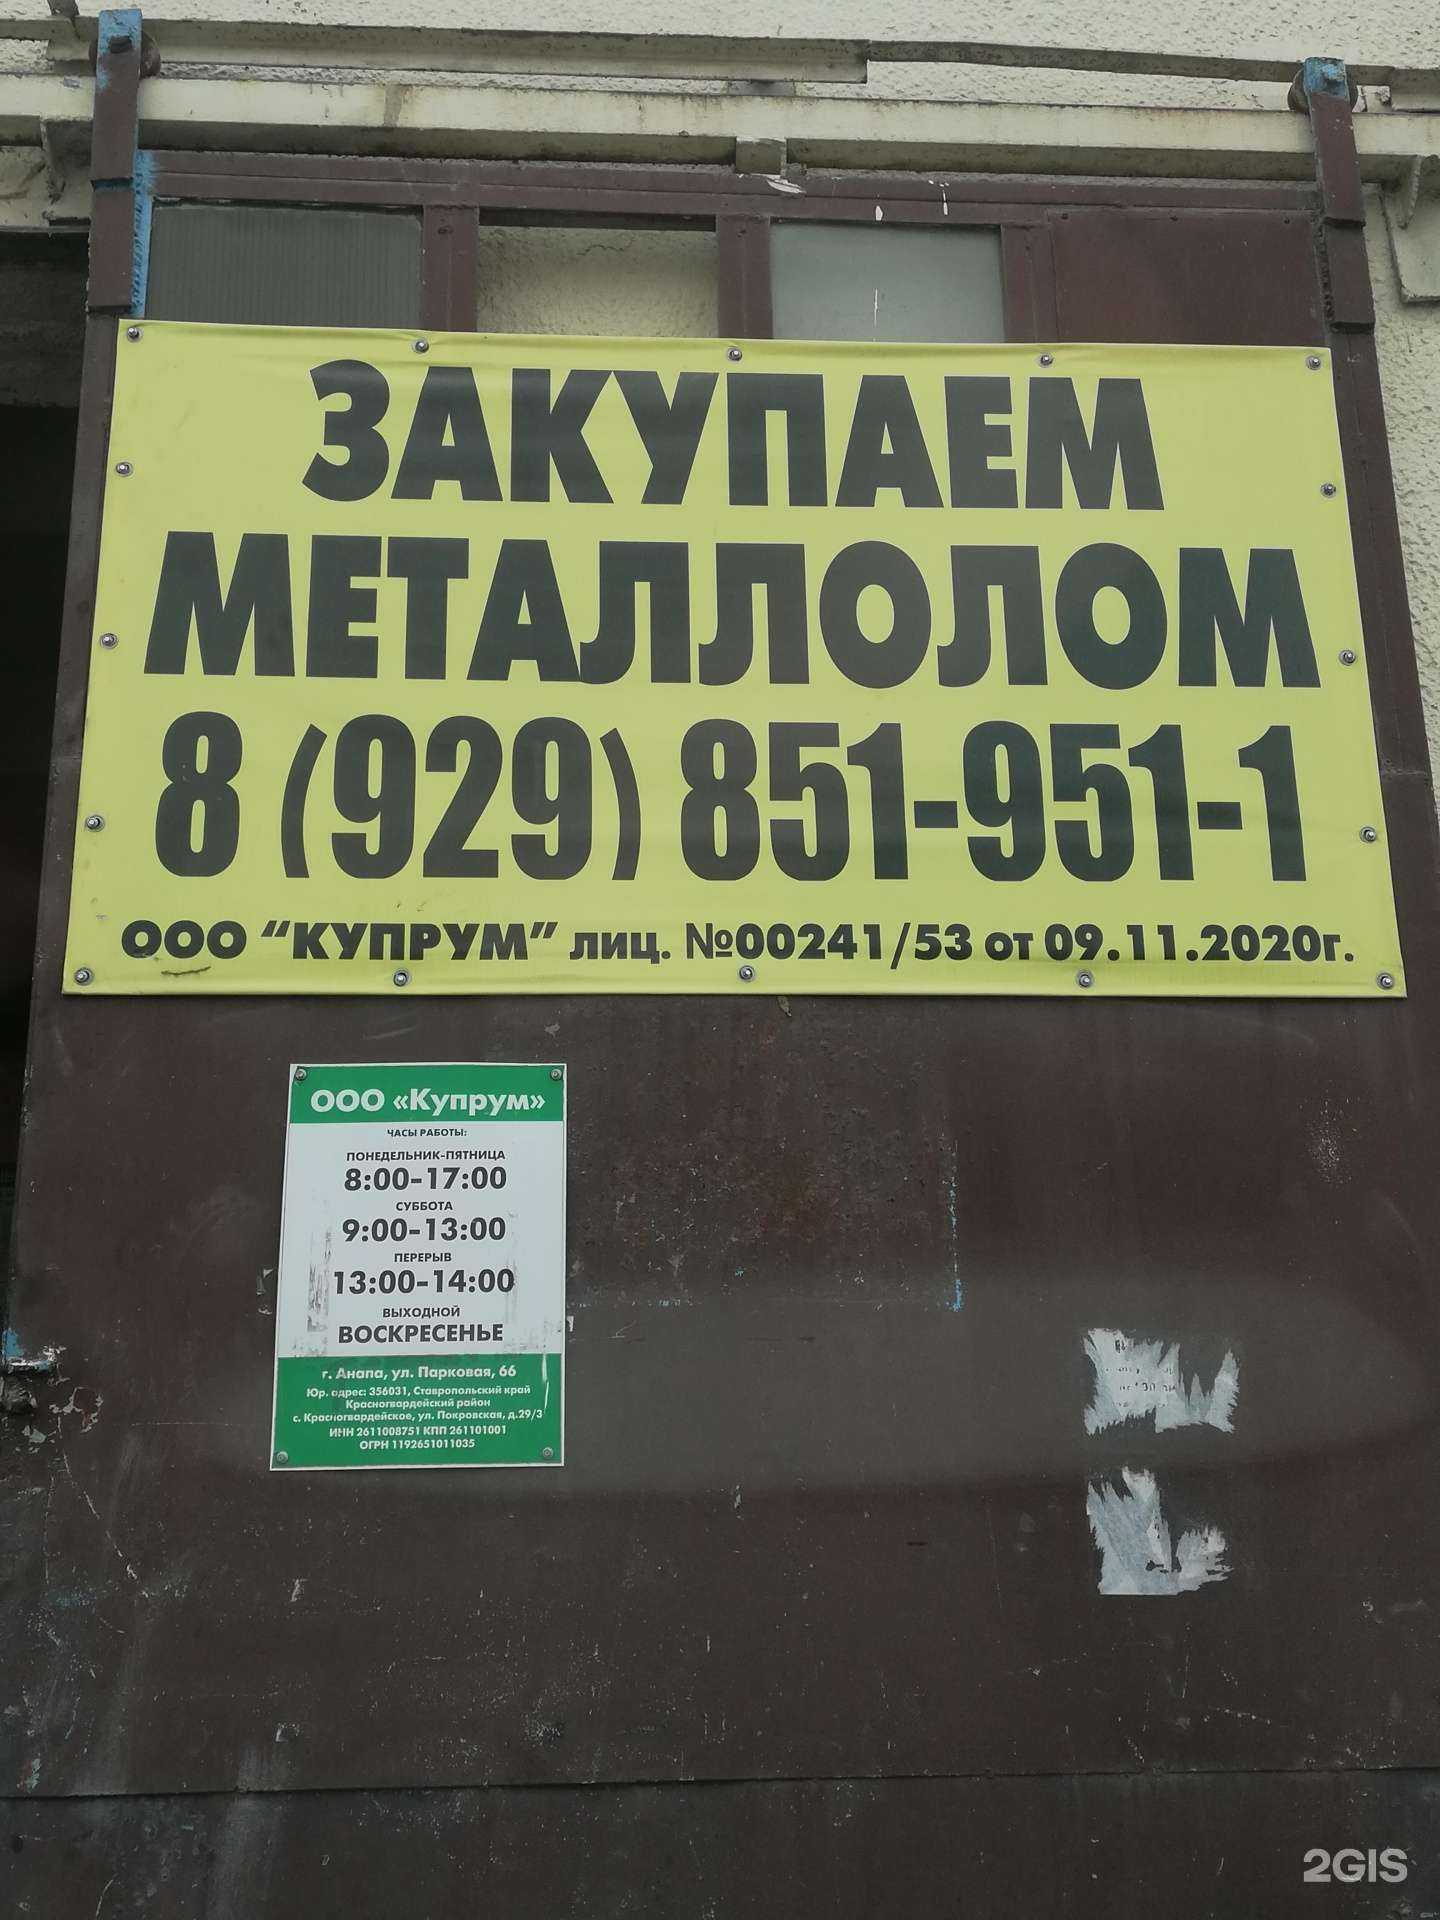 ЗАКУПАЕМ
МЕТАЛЛОЛОМ
8 (929) 851-951-1
ООО "КУПРУМ" лиц. №00241/53 от 09.11.2020г.
ООО «Купрум»
ЧАСЫ РАБОТЫ:
ПОНЕДЕЛЬНИК-ПЯТНИЦА
8:00-17:00
СУББОТА
9:00-13:00
ПЕРЕРЫВ
13:00-14:00
ВЫХОДНОЙ
ВОСКРЕСЕНЬЕ
г. Анапа, ул. Парковая, 66
Юр. адрес: 356031, Ставропольский край
Красногвардейский район
с. Красногвардейское, ул. Покровская, д.29/3
ИНН 2611008751 КПП 261101001
ОГРН 1192651011035
2GIS